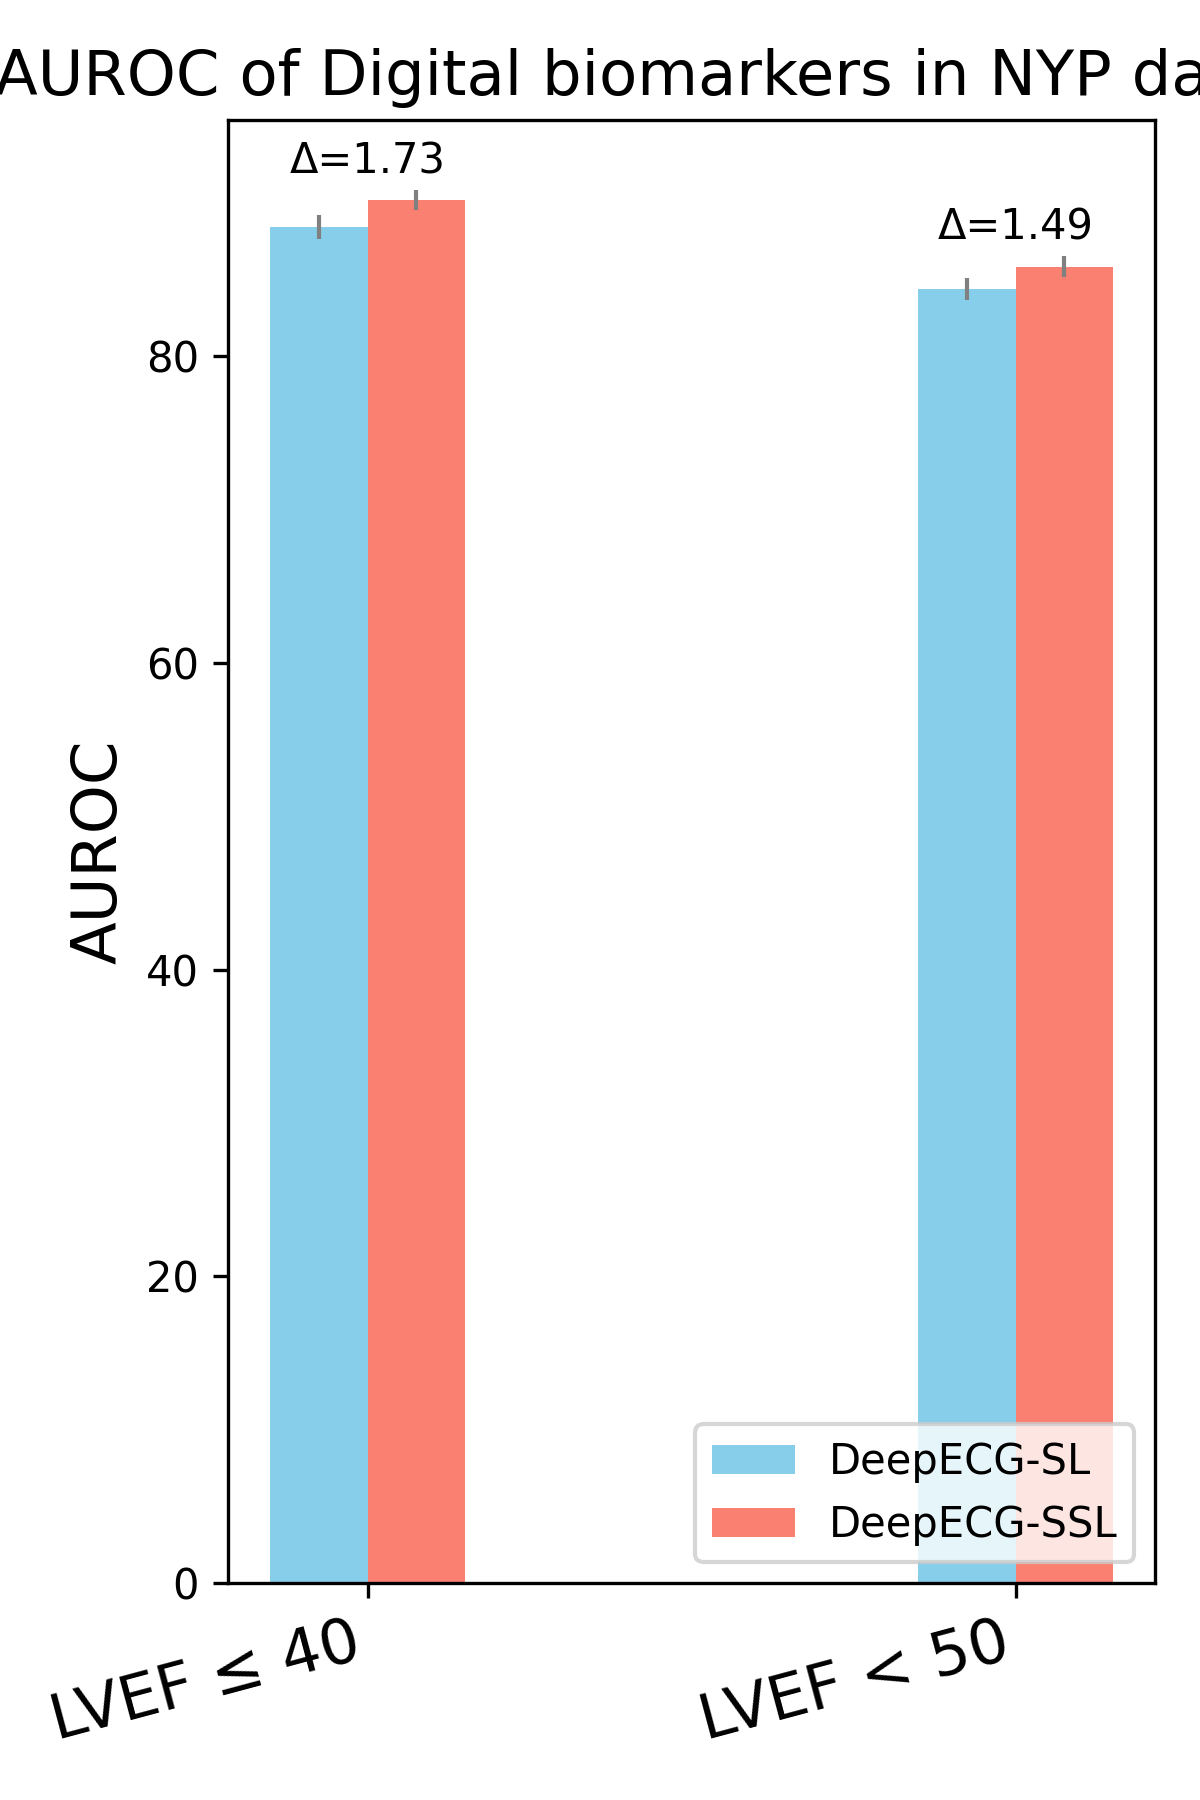 AUROC of Digital biomarkers in NYP da
Δ=1.73
Δ=1.49
80
60
40
20
0
AUROC
DeepECG-SL
DeepECG-SSL
LVEF ≤ 40
LVEF < 50